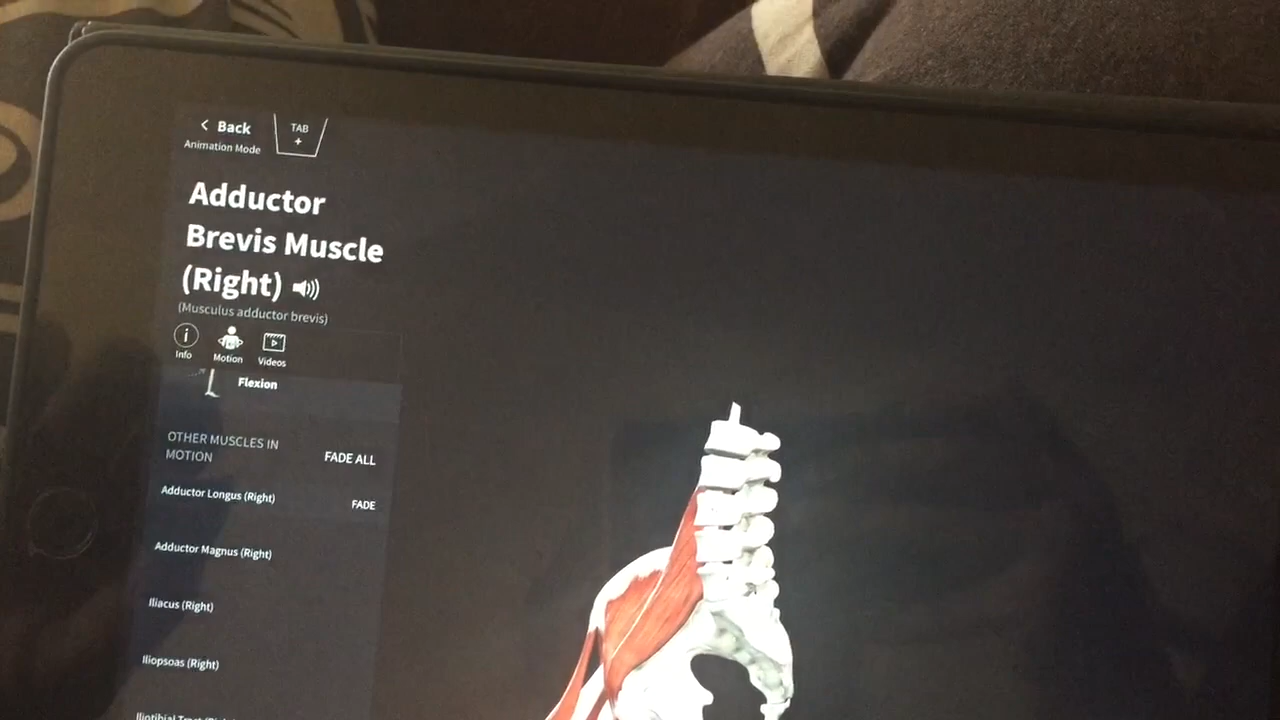 Back
TAB
+
Animation Mode
Adductor
Brevis Muscle
(Right)
(Musculus adductor brevis)
i
Info
Motion
Videos
Flexion
OTHER MUSCLES IN
MOTION
FADE ALL
Adductor Longus (Right)
FADE
Adductor Magnus (Right)
Iliacus (Right)
Iliopsoas (Right)
Iliotibial